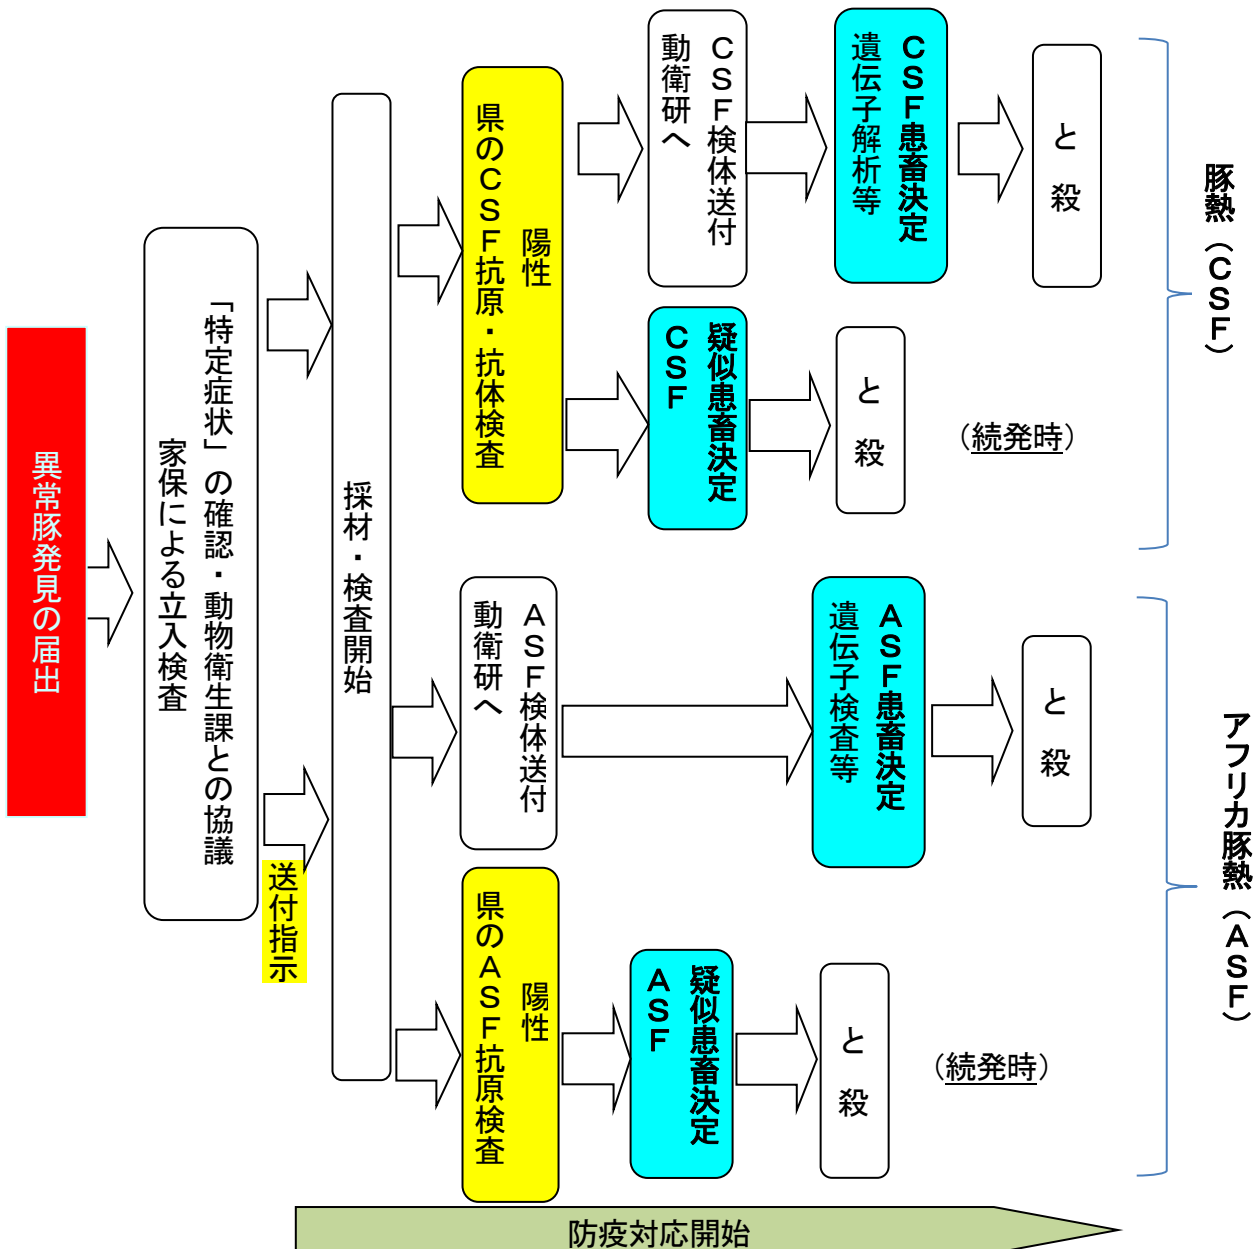 異常豚発見の届出
家保による立入検査
「特定症状」の確認・動物衛生課との協議
送付指示
採材・検査開始
県のＣＳＦ抗原・抗体検査
陽性
動衛研へ
ＣＳＦ検体送付
遺伝子解析等
ＣＳＦ患畜決定
と殺
ＣＳＦ
疑似患畜決定
と殺
（続発時）
豚熱（ＣＳＦ）
動衛研へ
ＡＳＦ検体送付
遺伝子検査等
ＡＳＦ患畜決定
と殺
県のＡＳＦ抗原検査
陽性
ＡＳＦ
疑似患畜決定
と殺
（続発時）
アフリカ豚熱（ＡＳＦ）
防疫対応開始